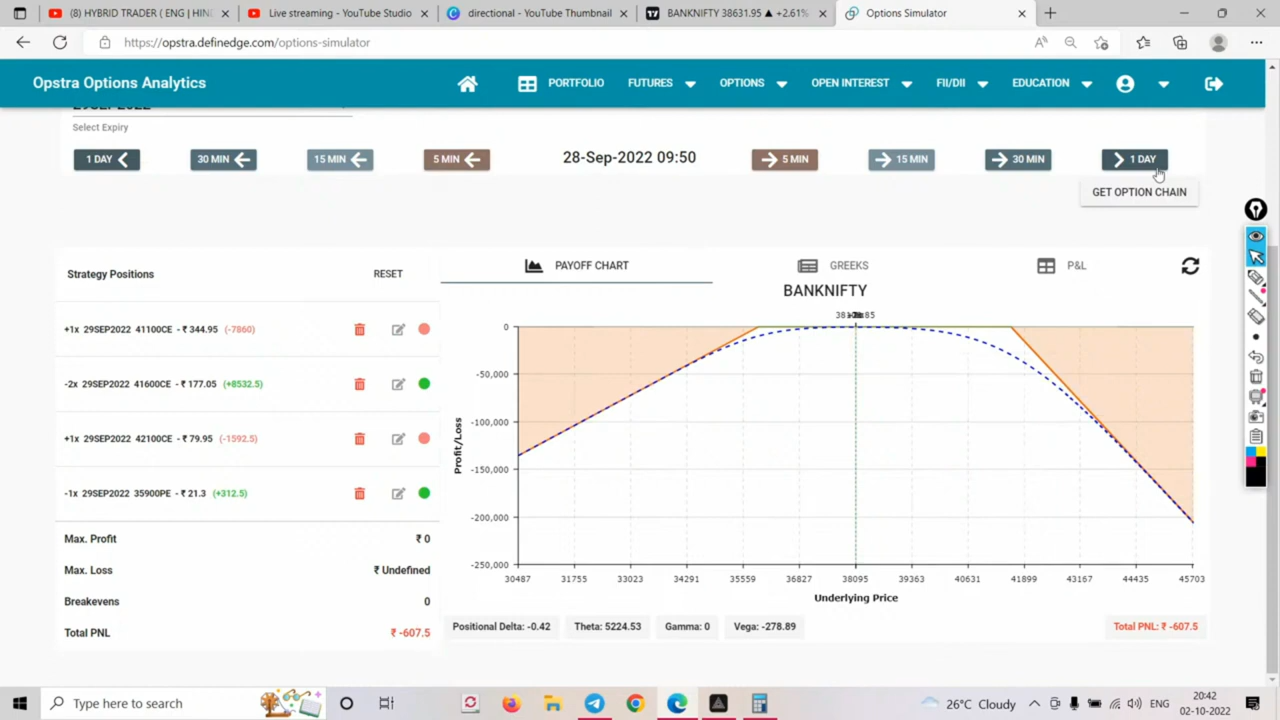 (8) HYBRID TRADER ( ENG | HIN
Live streaming - YouTube Studio
directional - YouTube Thumbnail
BANKNIFTY 38631.95 ▲ +2.61%
Options Simulator
https://opstra.definedge.com/options-simulator
Opstra Options Analytics
PORTFOLIO
FUTURES
OPTIONS
OPEN INTEREST
FII/DII
EDUCATION
29SEP2022
Select Expiry
1 DAY
30 MIN
15 MIN
5 MIN
28-Sep-2022 09:50
5 MIN
15 MIN
30 MIN
1 DAY
GET OPTION CHAIN
Strategy Positions
RESET
PAYOFF CHART
GREEKS
P&L
BANKNIFTY
+1x 29SEP2022 41100CE - ₹ 344.95 (-7860)
-2x 29SEP2022 41600CE - ₹ 177.05 (+8532.5)
+1x 29SEP2022 42100CE - ₹ 79.95 (-1592.5)
-1x 29SEP2022 35900PE - ₹ 21.3 (+312.5)
Max. Profit ₹ 0
Max. Loss ₹ Undefined
Breakevens 0
Total PNL ₹ -607.5
Profit/Loss
0
-50,000
-100,000
-150,000
-200,000
-250,000
30487 31755 33023 34291 35559 36827 38095 39363 40631 41899 43167 44435 45703
Underlying Price
Positional Delta: -0.42
Theta: 5224.53
Gamma: 0
Vega: -278.89
Total PNL: ₹ -607.5
Type here to search
26°C Cloudy
ENG
20:42
02-10-2022